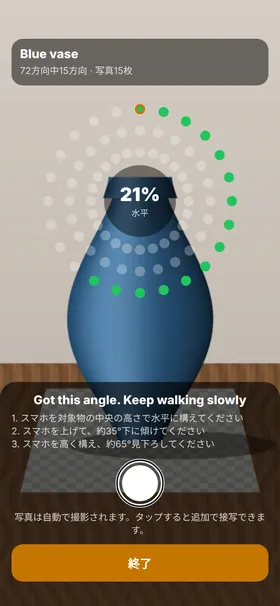 Blue vase
72方向中15方向 · 写真15枚
21%
水平
Got this angle. Keep walking slowly
1. スマホを対象物の中央の高さで水平に構えてください
2. スマホを上げて、約35°下に傾けてください
3. スマホを高く構え、約65°見下ろしてください
写真は自動で撮影されます。タップすると追加で接写できま
す。
終了